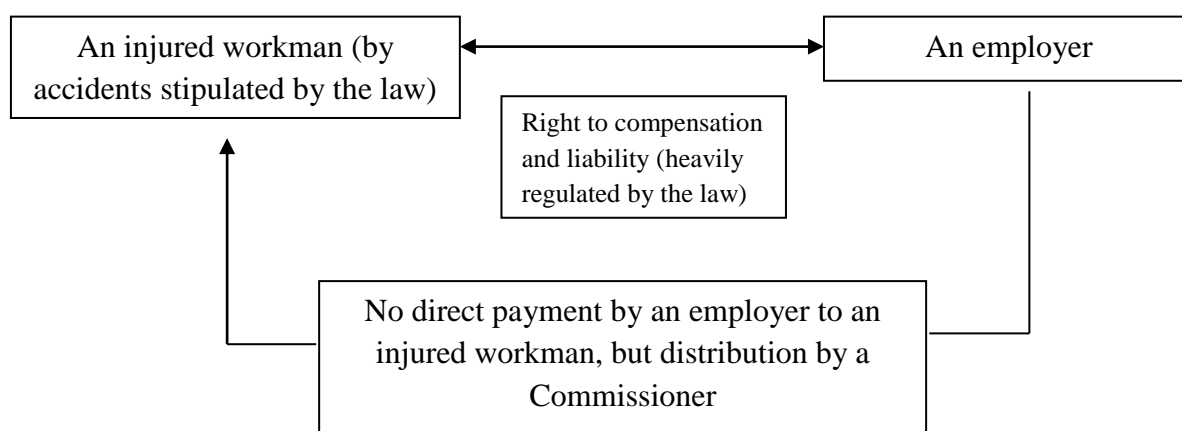 An injured workman (by
accidents stipulated by the law)
An employer
Right to compensation
and liability (heavily
regulated by the law)
No direct payment by an employer to an
injured workman, but distribution by a
Commissioner